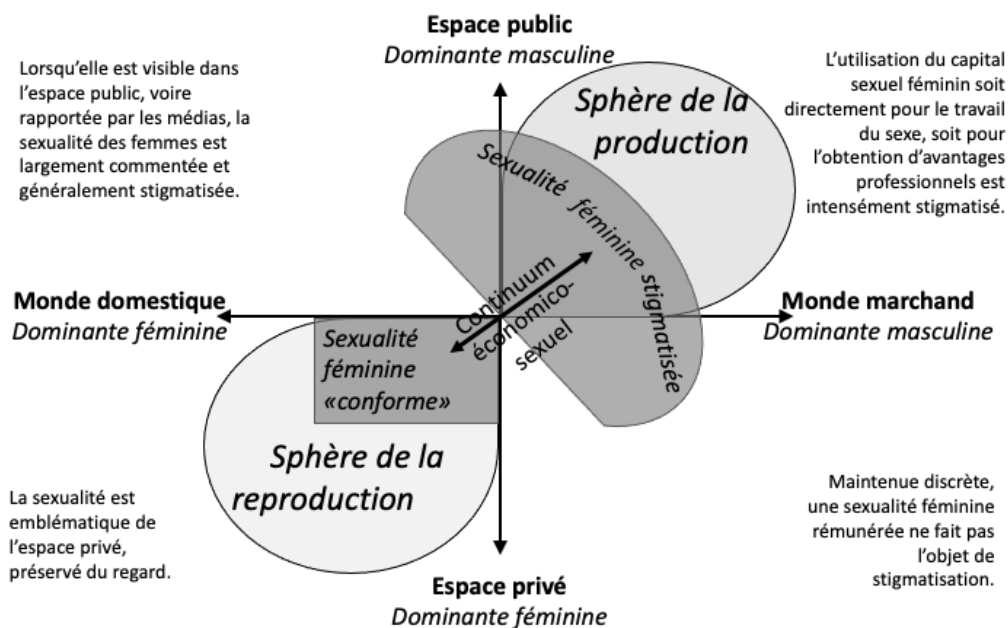 Espace public
Dominante masculine
Lorsqu'elle est visible dans
l'espace public, voire
rapportée par les médias, la
sexualité des femmes est
largement commentée et
généralement stigmatisée.
L'utilisation du capital
sexuel féminin soit
directement pour le travail
du sexe, soit pour
l'obtention d'avantages
professionnels est
intensément stigmatisé.
Sphère de la
production
Sexualité féminine stigmatisée
Continuum
économico-
sexuel
Monde domestique
Dominante féminine
Monde marchand
Dominante masculine
Sexualité
féminine
«conforme»
Sphère de la
reproduction
La sexualité est
emblématique de
l'espace privé,
préservé du regard.
Maintenue discrète,
une sexualité féminine
rémunérée ne fait pas
l'objet de
stigmatisation.
Espace privé
Dominante féminine